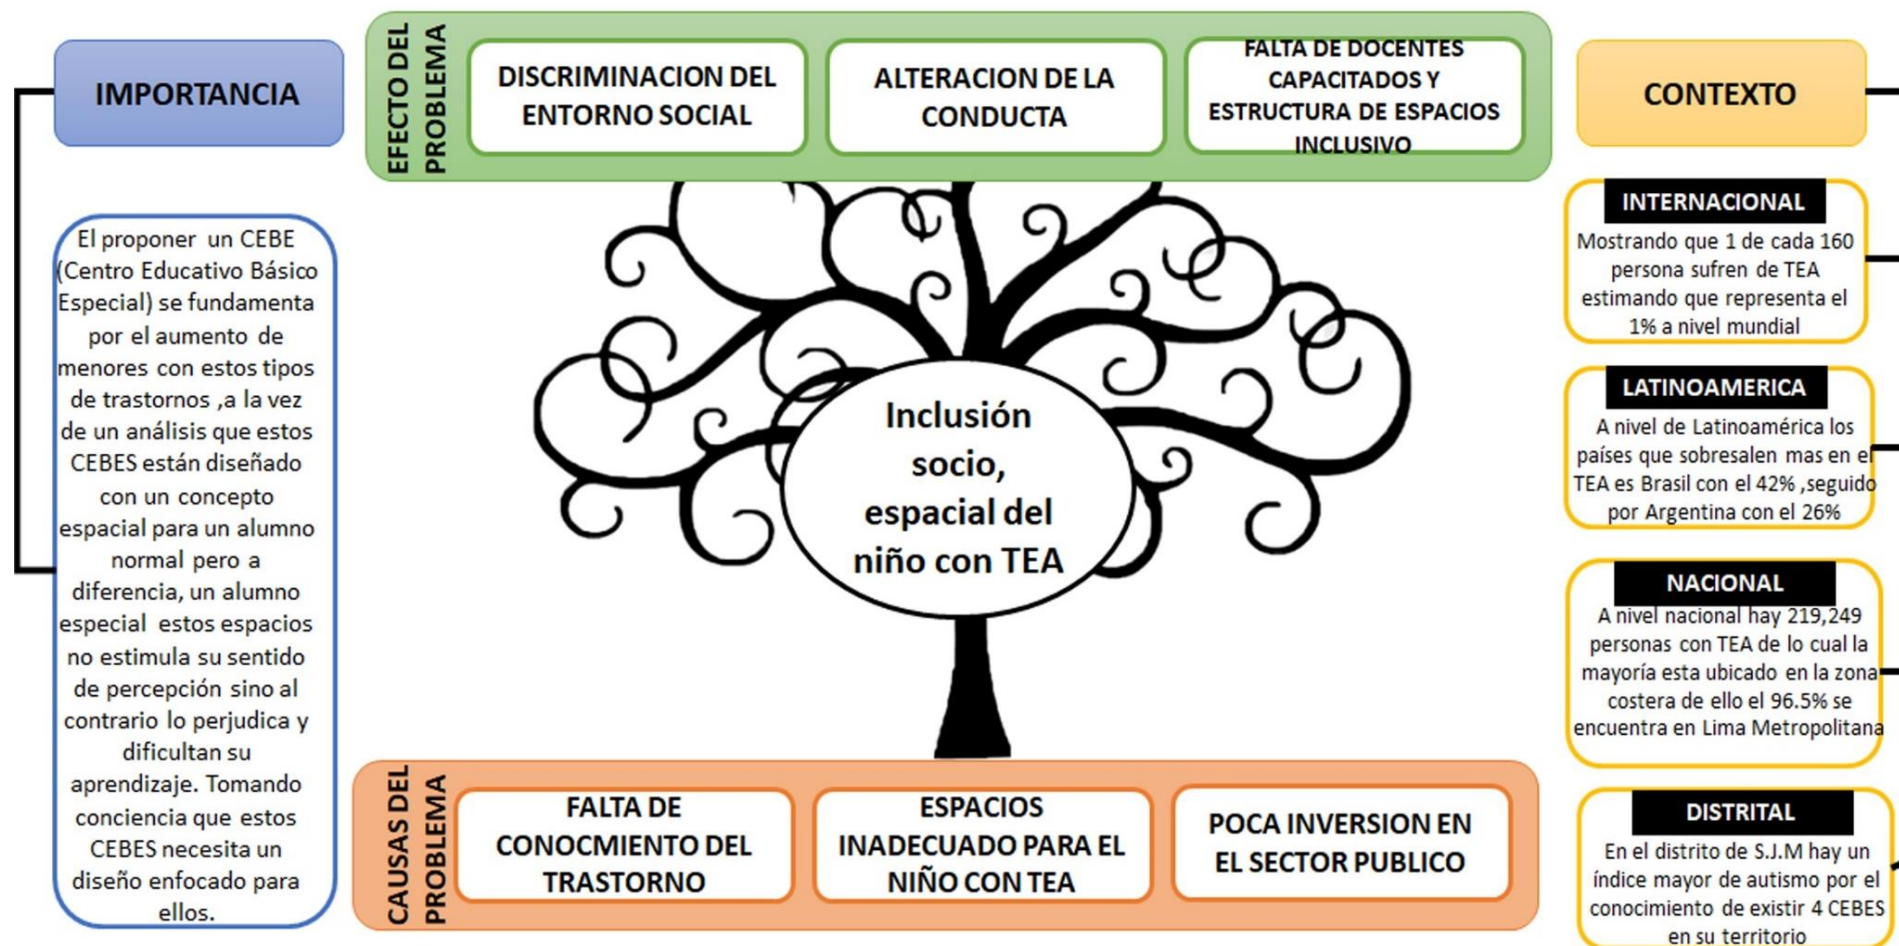 IMPORTANCIA
El proponer un CEBE
(Centro Educativo Básico
Especial) se fundamenta
por el aumento de
menores con estos tipos
de trastornos ,a la vez
de un análisis que estos
CEBES están diseñado
con un concepto
espacial para un alumno
normal pero a
diferencia, un alumno
especial estos espacios
no estimula su sentido
de percepción sino al
contrario lo perjudica y
dificultan su
aprendizaje. Tomando
conciencia que estos
CEBES necesita un
diseño enfocado para
ellos.
EFECTO DEL
PROBLEMA
DISCRIMINACION DEL
ENTORNO SOCIAL
ALTERACION DE LA
CONDUCTA
FALTA DE DOCENTES
CAPACITADOS Y
ESTRUCTURA DE ESPACIOS
INCLUSIVO
Inclusión
socio,
espacial del
niño con TEA
CAUSAS DEL
PROBLEMA
FALTA DE
CONOCMIENTO DEL
TRASTORNO
ESPACIOS
INADECUADO PARA EL
NIÑO CON TEA
POCA INVERSION EN
EL SECTOR PUBLICO
CONTEXTO
INTERNACIONAL
Mostrando que 1 de cada 160
persona sufren de TEA
estimando que representa el
1% a nivel mundial
LATINOAMERICA
A nivel de Latinoamérica los
países que sobresalen mas en el
TEA es Brasil con el 42% ,seguido
por Argentina con el 26%
NACIONAL
A nivel nacional hay 219,249
personas con TEA de lo cual la
mayoría esta ubicado en la zona
costera de ello el 96.5% se
encuentra en Lima Metropolitana
DISTRITAL
En el distrito de S.J.M hay un
índice mayor de autismo por el
conocimiento de existir 4 CEBES
en su territorio